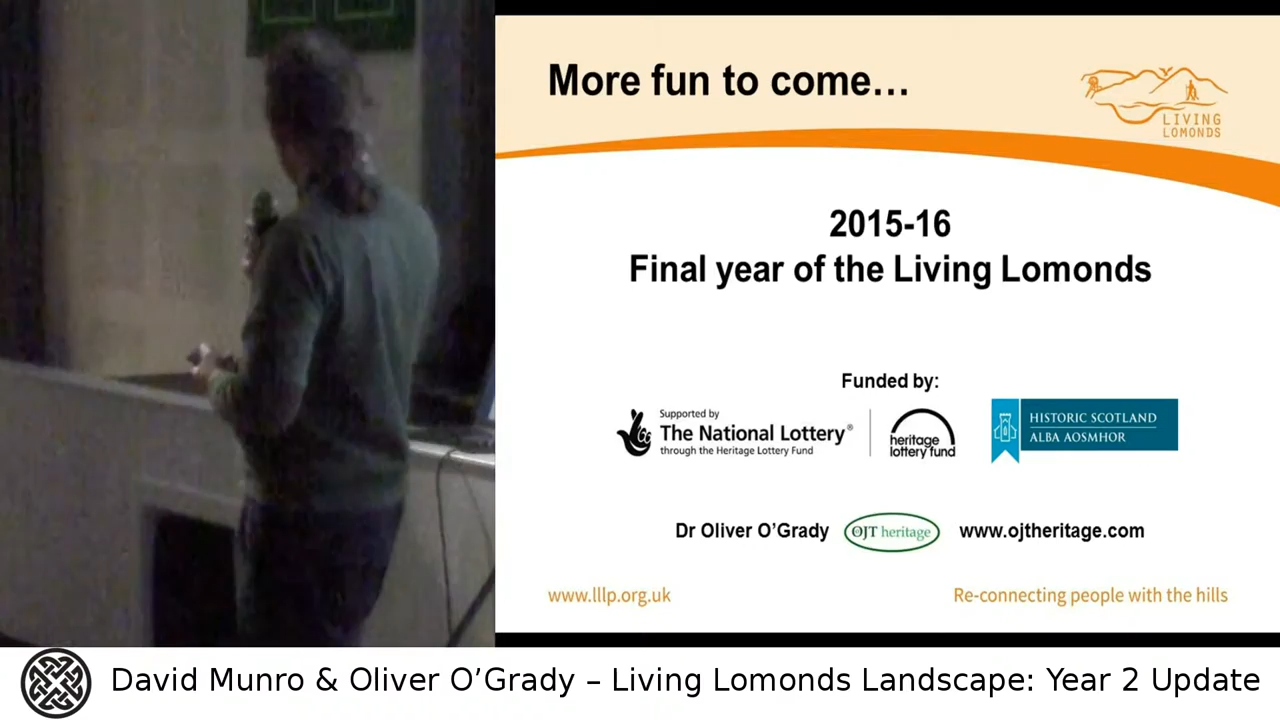 More fun to come…
LIVING
LOMONDS
2015-16
Final year of the Living Lomonds
Funded by:
Supported by
The National Lottery®
through the Heritage Lottery Fund
heritage
lottery fund
HISTORIC SCOTLAND
ALBA AOSMHOR
Dr Oliver O’Grady
OJT heritage
www.ojtheritage.com
www.lllp.org.uk
Re-connecting people with the hills
David Munro & Oliver O’Grady – Living Lomonds Landscape: Year 2 Update